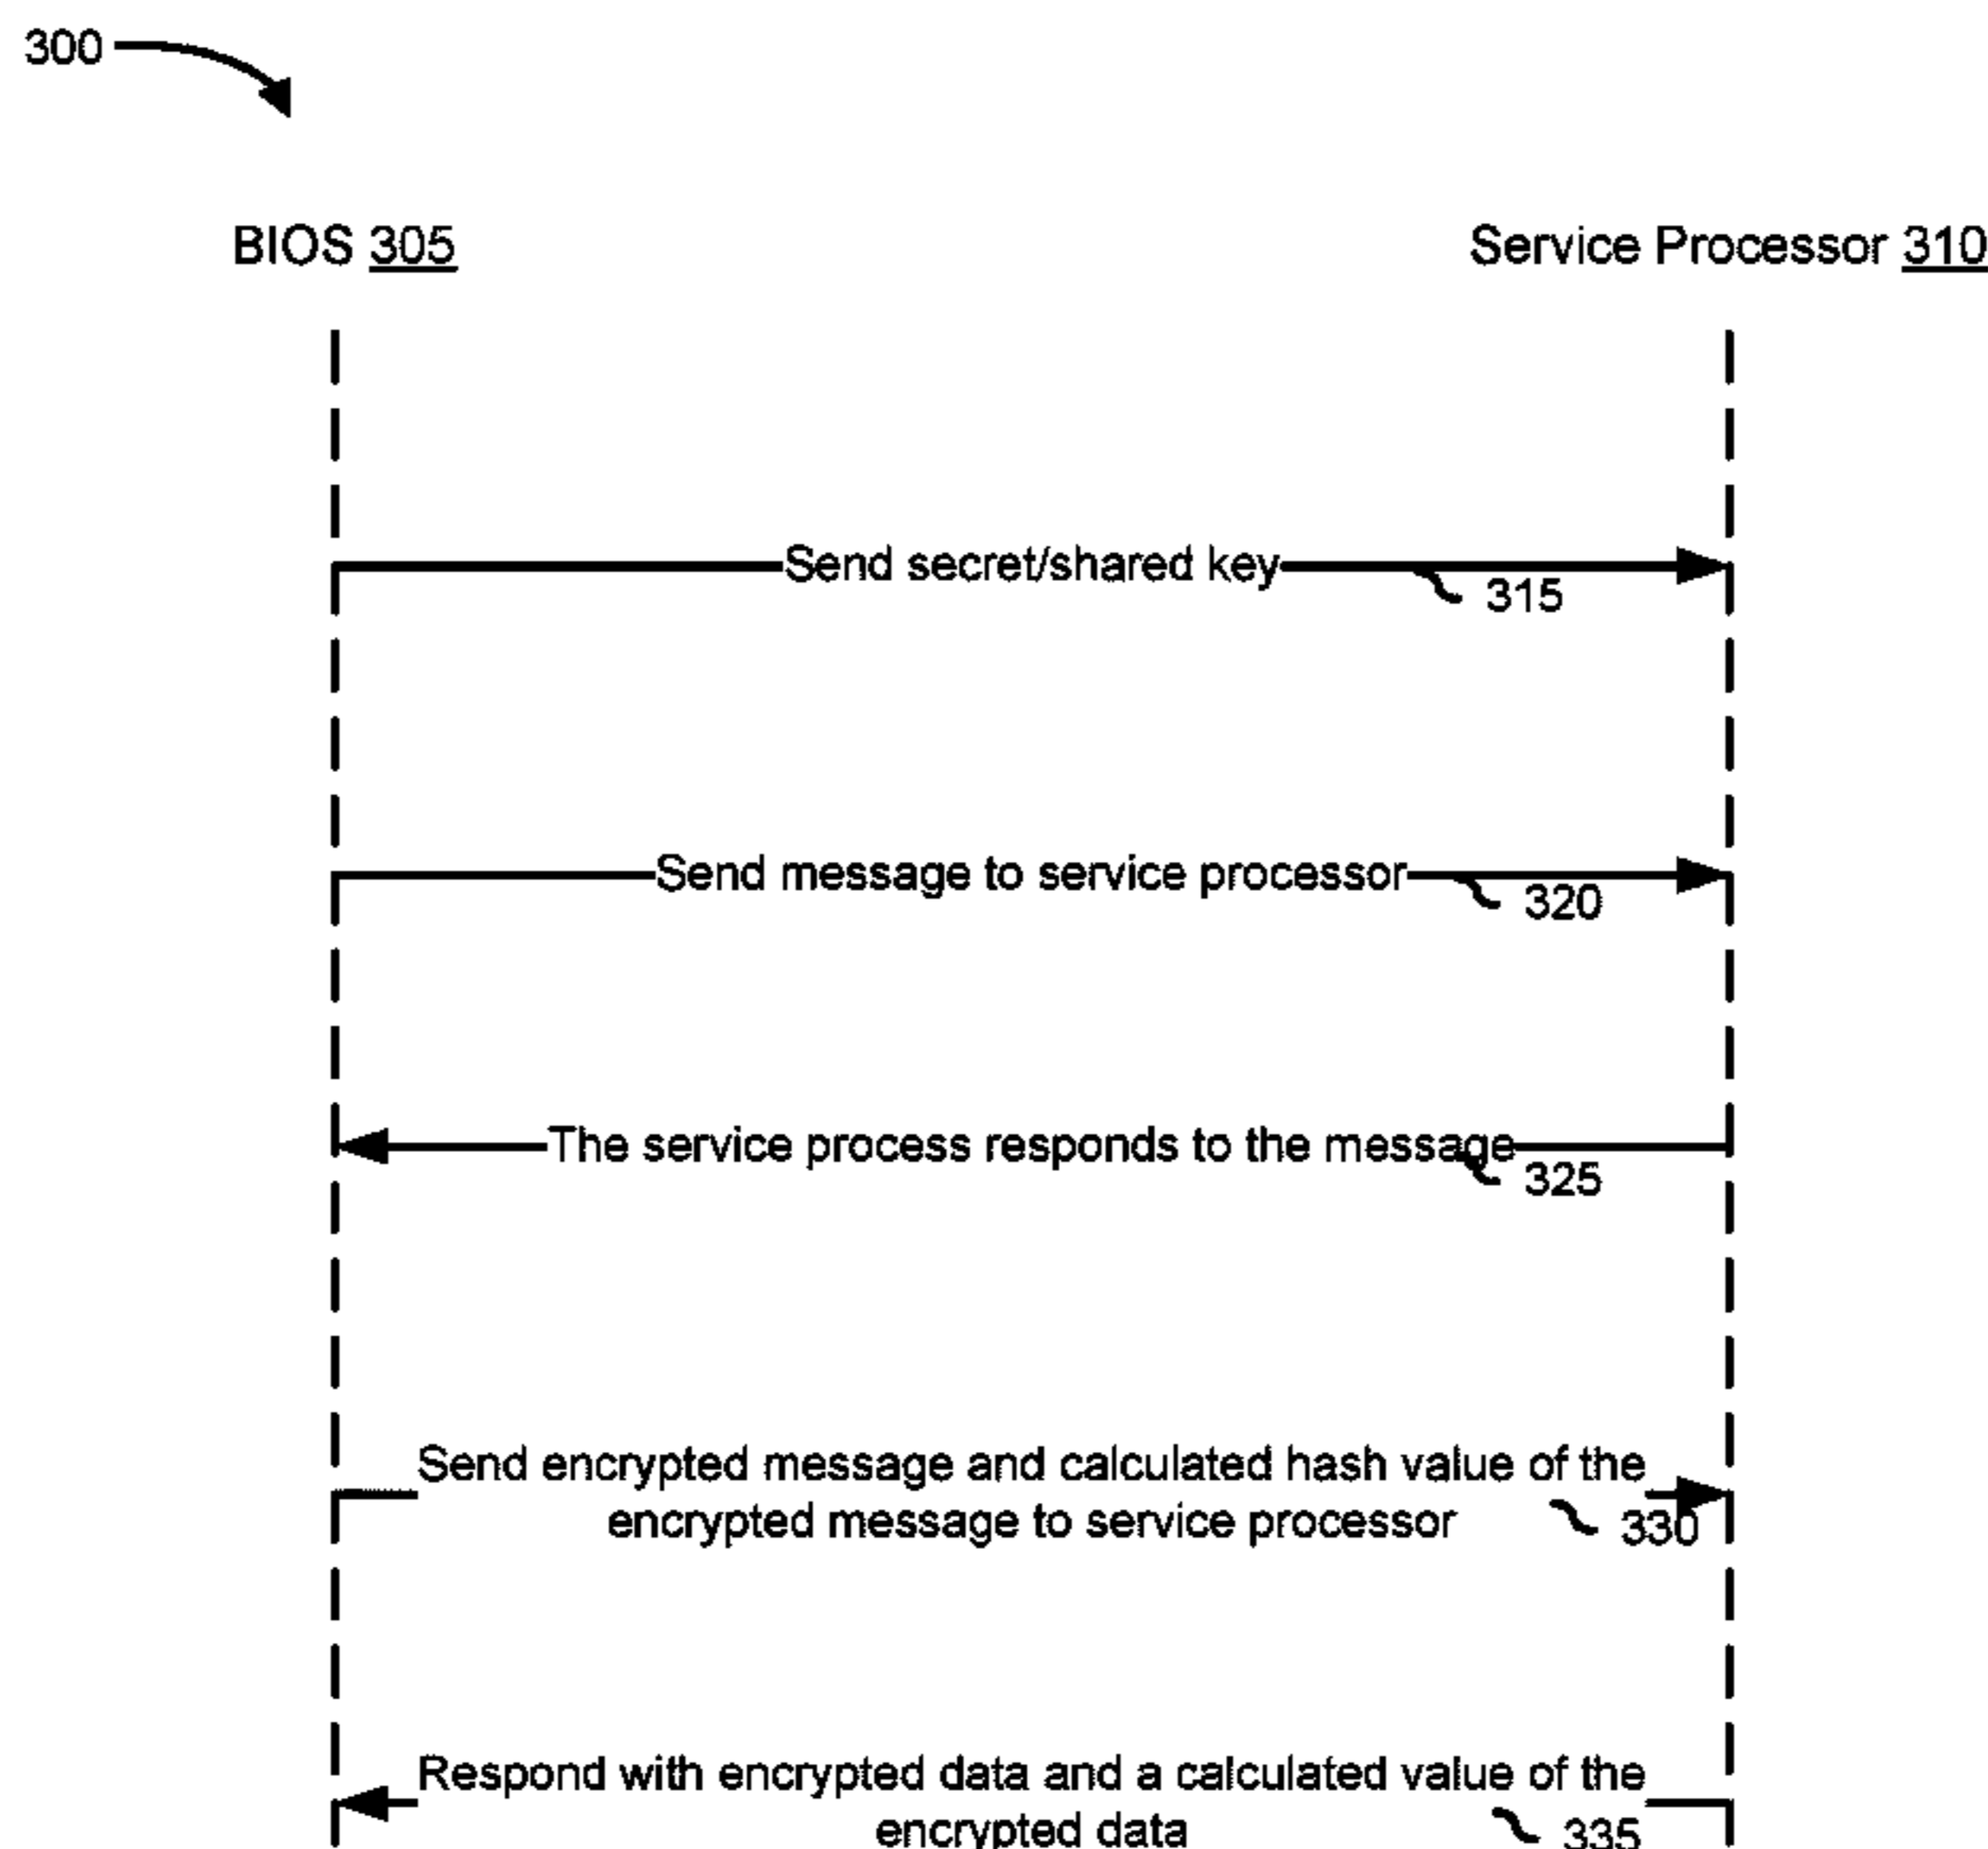 300
BIOS 305
Service Processor 310
Send secret/shared key
315
Send message to service processor
320
The service process responds to the message
325
Send encrypted message and calculated hash value of the
encrypted message to service processor
330
Respond with encrypted data and a calculated value of the
encrypted data
335